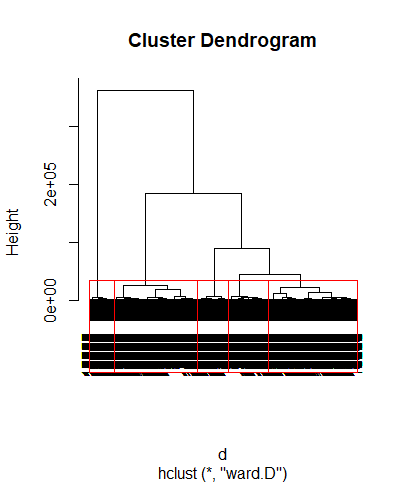 Cluster Dendrogram
Height
2e+05
0e+00
d
hclust (*, "ward.D")